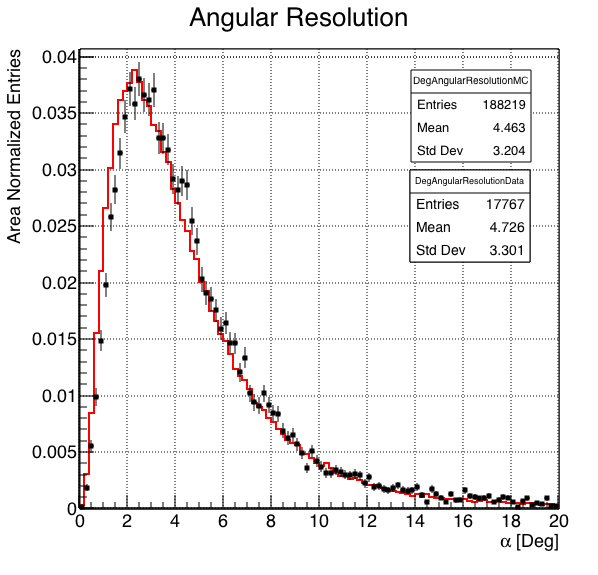 Angular Resolution
Area Normalized Entries
0.04
0.035
0.03
0.025
0.02
0.015
0.01
0.005
0
DegAngularResolutionMC
Entries 188219
Mean 4.463
Std Dev 3.204
DegAngularResolutionData
Entries 17767
Mean 4.726
Std Dev 3.301
0 2 4 6 8 10 12 14 16 18 20
α [Deg]